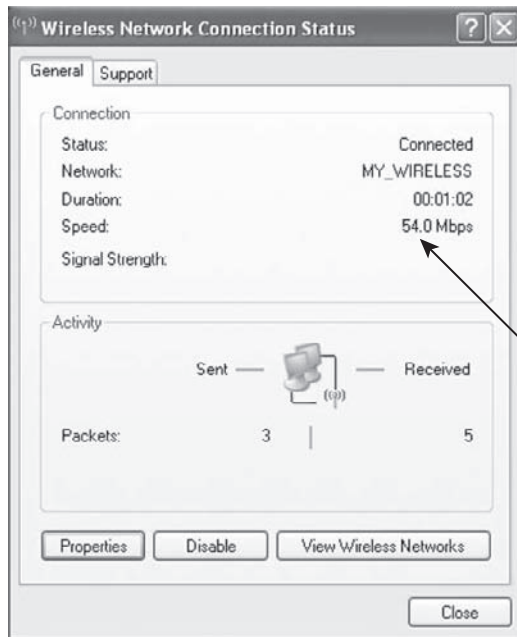 Wireless Network Connection Status
General Support
Connection
Status: Connected
Network: MY_WIRELESS
Duration: 00:01:02
Speed: 54.0 Mbps
Signal Strength:
Activity
Sent Received
Packets: 3 5
Properties Disable View Wireless Networks
Close